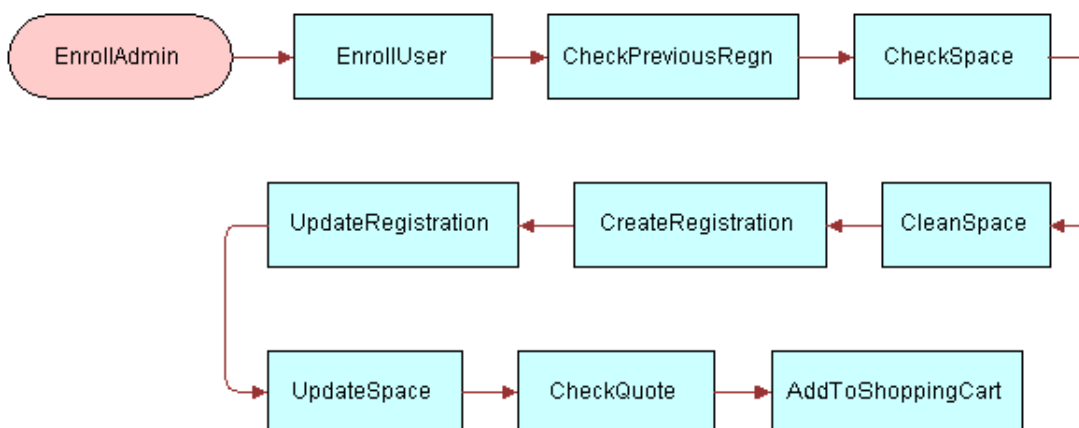 EnrollAdmin
EnrollUser
CheckPreviousRegn
CheckSpace
UpdateRegistration
CreateRegistration
CleanSpace
UpdateSpace
CheckQuote
AddToShoppingCart